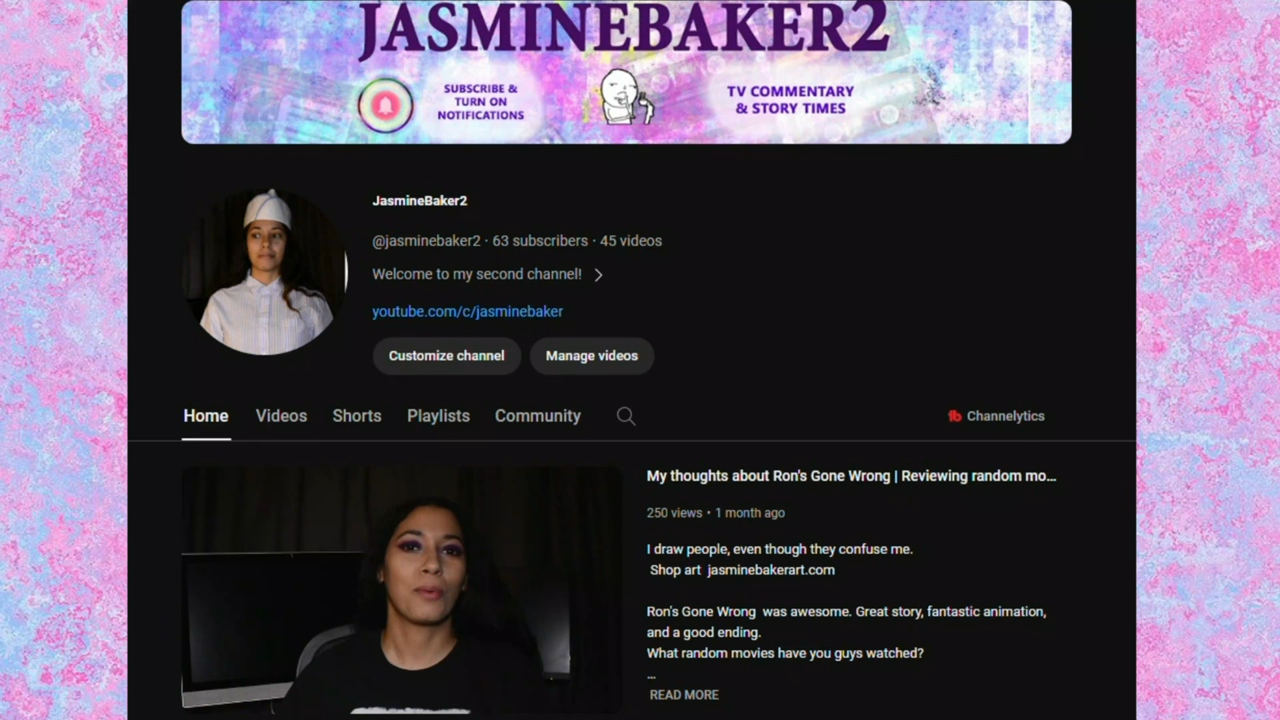 JASMINEBAKER2
SUBSCRIBE &
TURN ON
NOTIFICATIONS
TV COMMENTARY
& STORY TIMES
JasmineBaker2
@jasminebaker2 · 63 subscribers · 45 videos
Welcome to my second channel!
youtube.com/c/jasminebaker
Customize channel
Manage videos
Home Videos Shorts Playlists Community
tb Channelytics
My thoughts about Ron's Gone Wrong | Reviewing random mo...
250 views • 1 month ago
I draw people, even though they confuse me.
Shop art jasminebakerart.com
Ron's Gone Wrong was awesome. Great story, fantastic animation,
and a good ending.
What random movies have you guys watched?
...
READ MORE